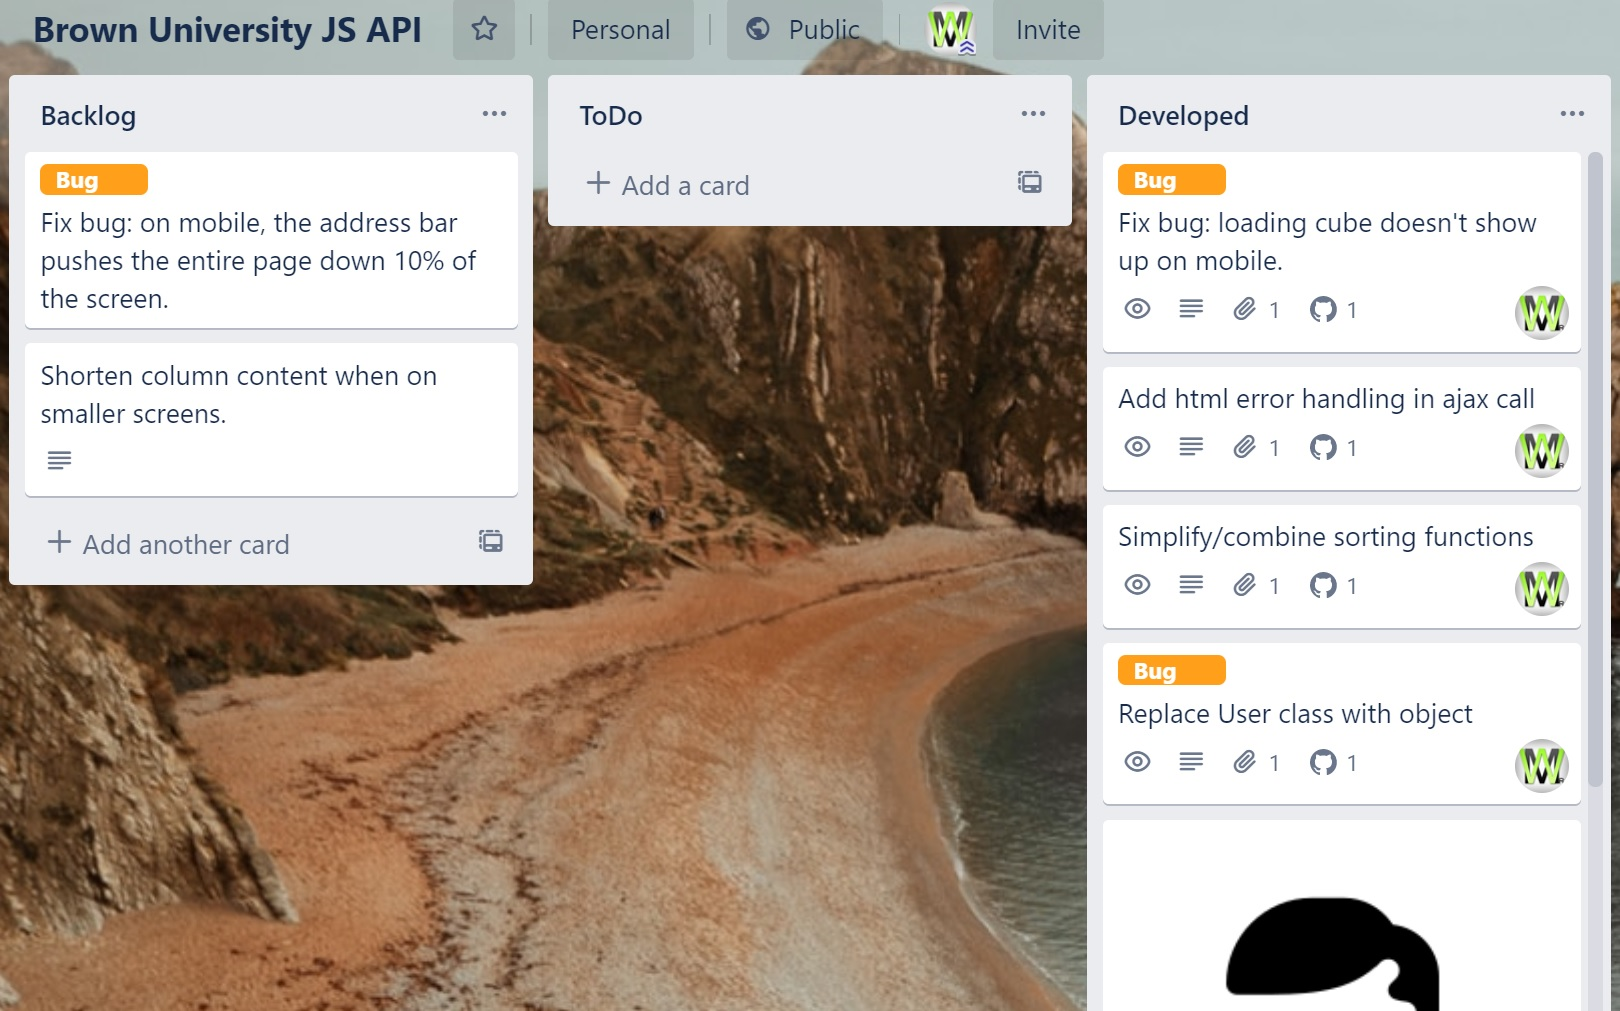 Brown University JS API
Personal
Public
Invite
Backlog
Bug
Fix bug: on mobile, the address bar
pushes the entire page down 10% of
the screen.
Shorten column content when on
smaller screens.
Add another card
ToDo
Add a card
Developed
Bug
Fix bug: loading cube doesn't show
up on mobile.
1 1
Add html error handling in ajax call
1 1
Simplify/combine sorting functions
1 1
Bug
Replace User class with object
1 1